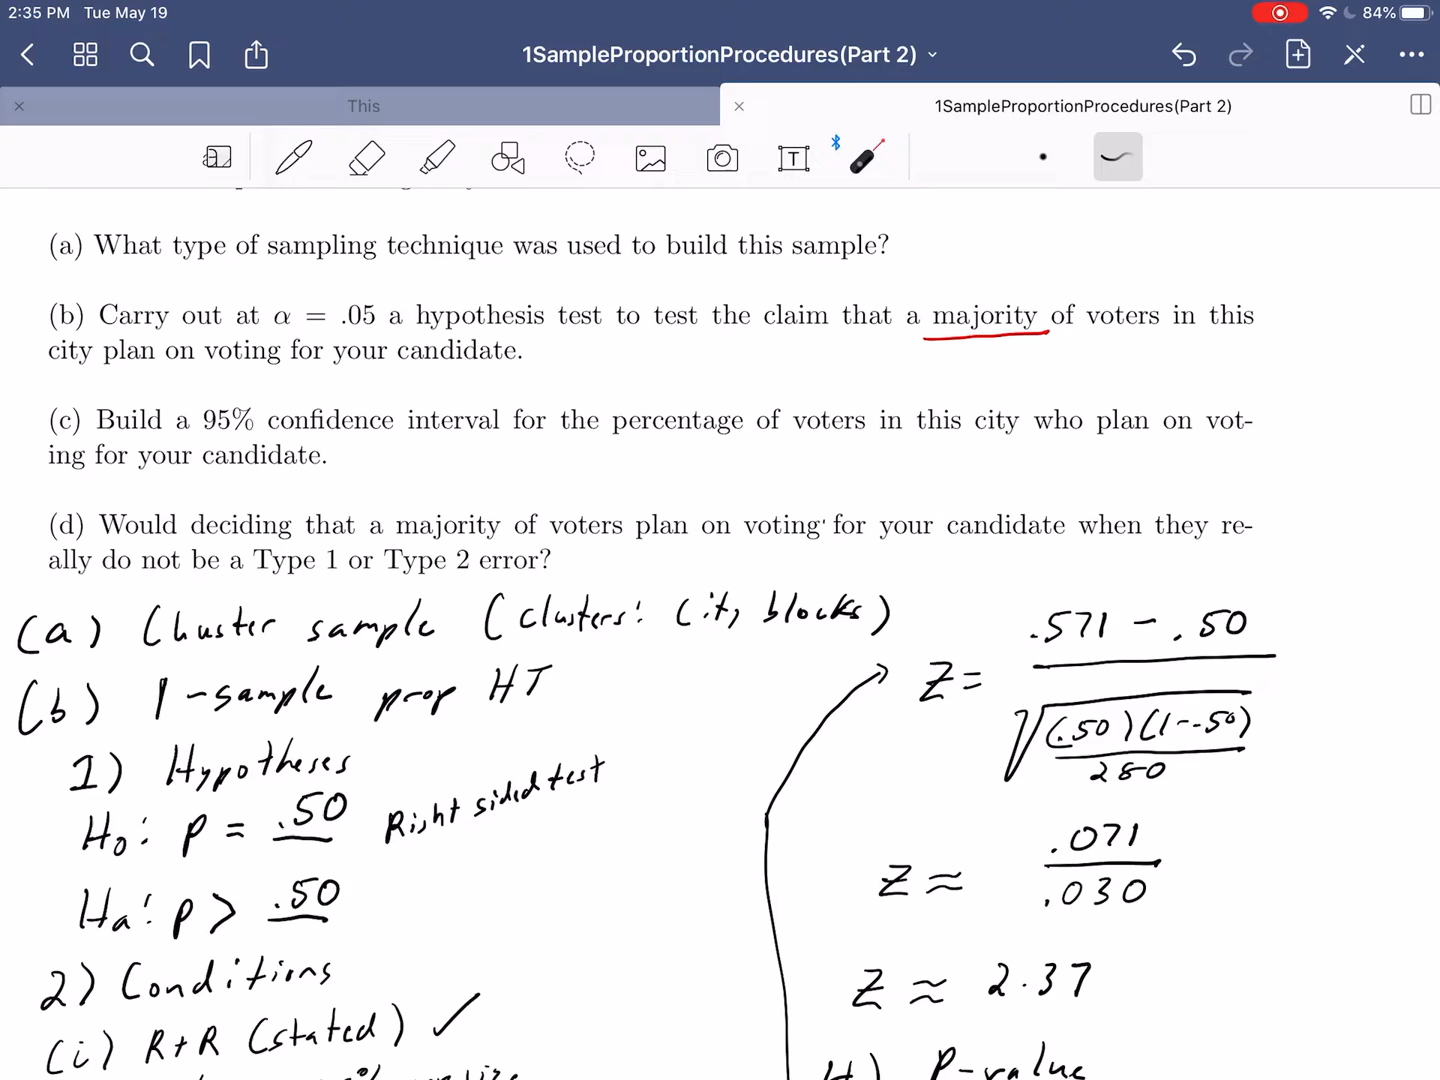 2:35 PM Tue May 19
84%
1SampleProportionProcedures(Part 2)
This
1SampleProportionProcedures(Part 2)
T
(a) What type of sampling technique was used to build this sample?
(b) Carry out at α = .05 a hypothesis test to test the claim that a majority of voters in this
city plan on voting for your candidate.
(c) Build a 95% confidence interval for the percentage of voters in this city who plan on vot-
ing for your candidate.
(d) Would deciding that a majority of voters plan on voting for your candidate when they re-
ally do not be a Type 1 or Type 2 error?
(a) Cluster sample (clusters: City blocks)
(b) 1-sample prop HT
1) Hypotheses
H₀: p = .50 Right sided test
Ha: p > .50
2) Conditions
(i) R+R (stated) ✓
Z = .571 - .50
√(.50)(1-.50)
280
Z ≈ .071
.030
Z ≈ 2.37
4) P-value